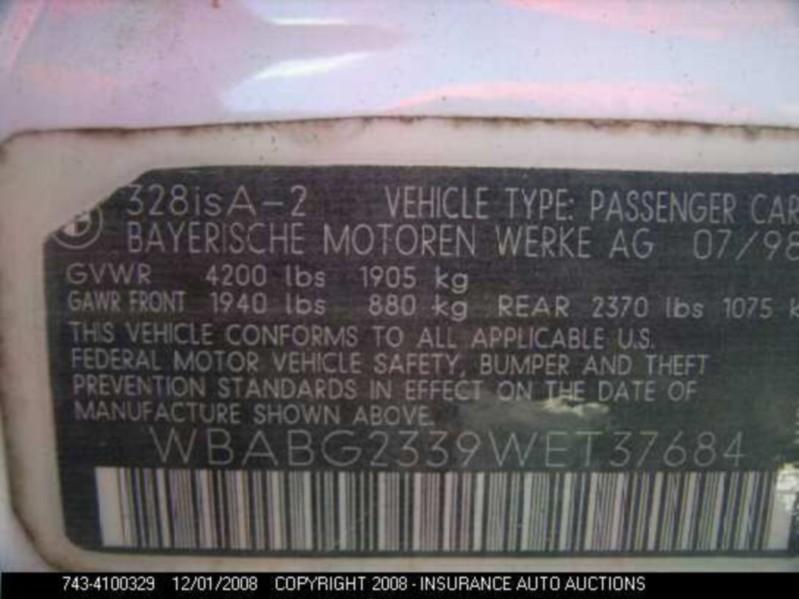 328isA-2 VEHICLE TYPE: PASSENGER CAR
BAYERISCHE MOTOREN WERKE AG 07/98
GVWR 4200 lbs 1905 kg
GAWR FRONT 1940 lbs 880 kg REAR 2370 lbs 1075 k
THIS VEHICLE CONFORMS TO ALL APPLICABLE U.S.
FEDERAL MOTOR VEHICLE SAFETY, BUMPER AND THEFT
PREVENTION STANDARDS IN EFFECT ON THE DATE OF
MANUFACTURE SHOWN ABOVE.
WBABG2339WET37684
743-4100329 12/01/2008 COPYRIGHT 2008 - INSURANCE AUTO AUCTIONS